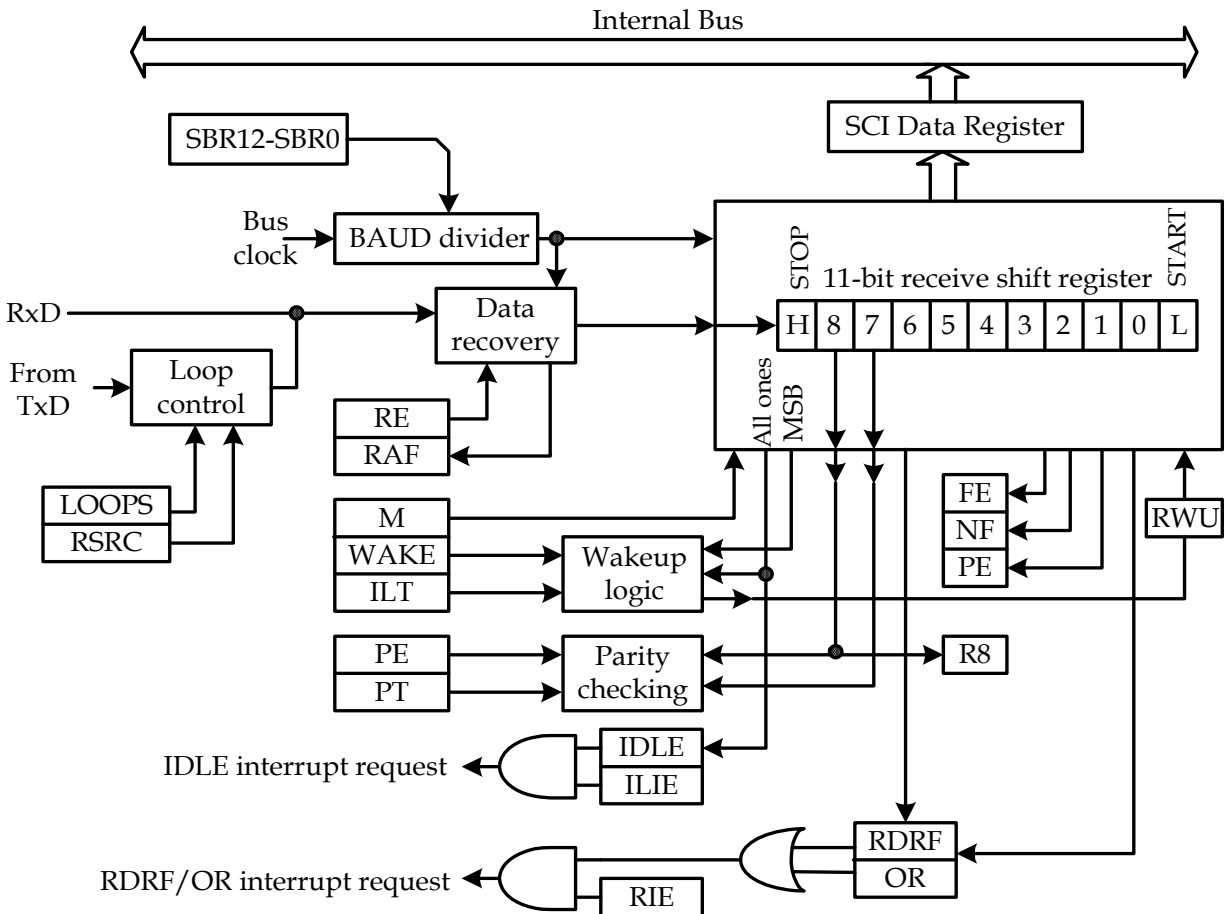 Internal Bus
SCI Data Register
SBR12-SBR0
Bus
clock
BAUD divider
STOP
11-bit receive shift register
START
H 8 7 6 5 4 3 2 1 0 L
RxD
Data
recovery
From
TxD
Loop
control
All ones
MSB
RE
RAF
LOOPS
RSRC
M
WAKE
ILT
Wakeup
logic
FE
NF
PE
RWU
PE
PT
Parity
checking
R8
IDLE interrupt request
IDLE
ILIE
RDRF
OR
RDRF/OR interrupt request
RIE